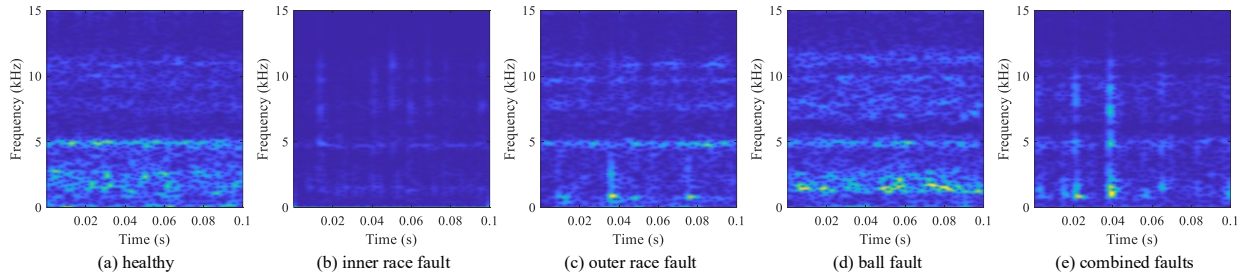 15
10
5
0
Frequency (kHz)
0.02 0.04 0.06 0.08 0.1
Time (s)
(a) healthy
15
10
5
0
Frequency (kHz)
0.02 0.04 0.06 0.08 0.1
Time (s)
(b) inner race fault
15
10
5
0
Frequency (kHz)
0.02 0.04 0.06 0.08 0.1
Time (s)
(c) outer race fault
15
10
5
0
Frequency (kHz)
0.02 0.04 0.06 0.08 0.1
Time (s)
(d) ball fault
15
10
5
0
Frequency (kHz)
0.02 0.04 0.06 0.08 0.1
Time (s)
(e) combined faults